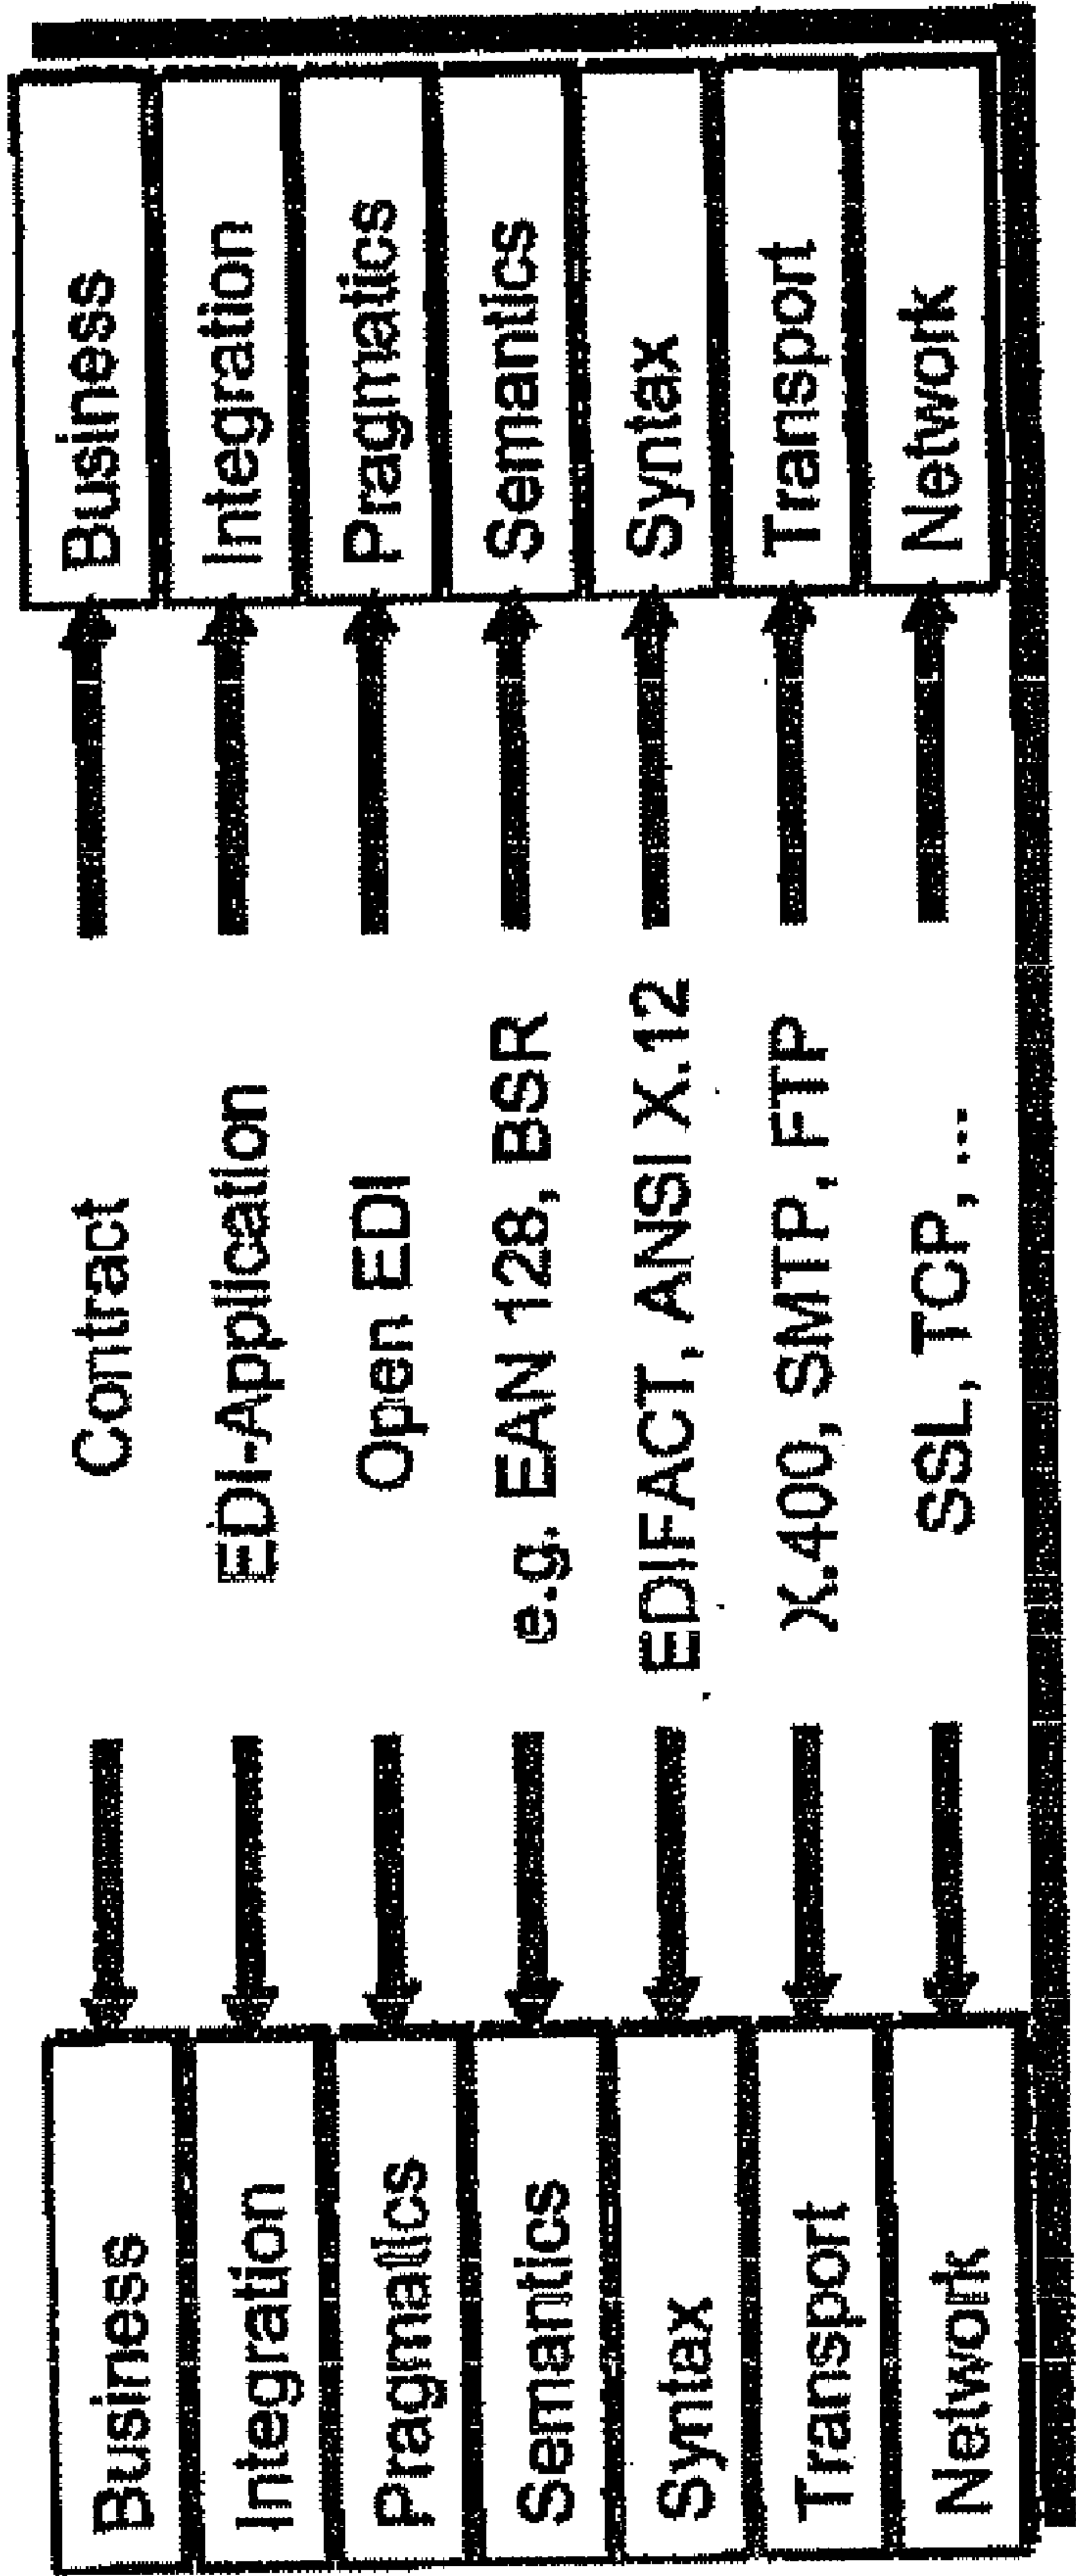 Business Contract Business
Integration EDI-Application Integration
Pragmatics Open EDI Pragmatics
Semantics e.g. EAN 128, BSR Semantics
Syntax EDIFACT, ANSI X.12 Syntax
Transport X.400, SMTP, FTP Transport
Network SSL, TCP, ... Network